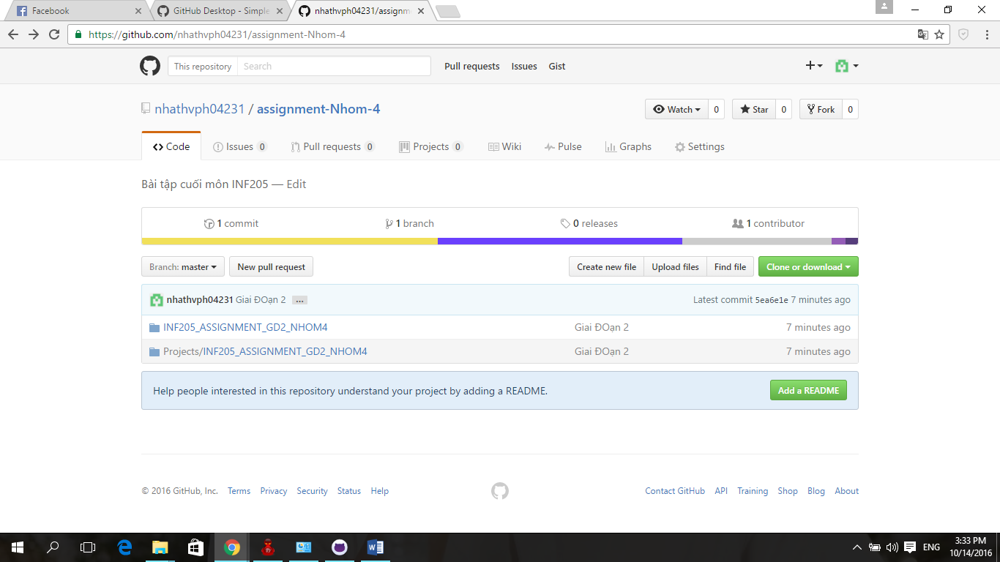 Facebook
GitHub Desktop - Simple
nhathvph04231/assignm
https://github.com/nhathvph04231/assignment-Nhom-4
This repository Search Pull requests Issues Gist
nhathvph04231 / assignment-Nhom-4
Watch 0 Star 0 Fork 0
Code Issues 0 Pull requests 0 Projects 0 Wiki Pulse Graphs Settings
Bài tập cuối môn INF205 — Edit
1 commit 1 branch 0 releases 1 contributor
Branch: master New pull request Create new file Upload files Find file Clone or download
nhathvph04231 Giai ĐOạn 2 … Latest commit 5ea6e1e 7 minutes ago
INF205_ASSIGNMENT_GD2_NHOM4 Giai ĐOạn 2 7 minutes ago
Projects/INF205_ASSIGNMENT_GD2_NHOM4 Giai ĐOạn 2 7 minutes ago
Help people interested in this repository understand your project by adding a README. Add a README
© 2016 GitHub, Inc. Terms Privacy Security Status Help Contact GitHub API Training Shop Blog About
ENG
3:33 PM
10/14/2016